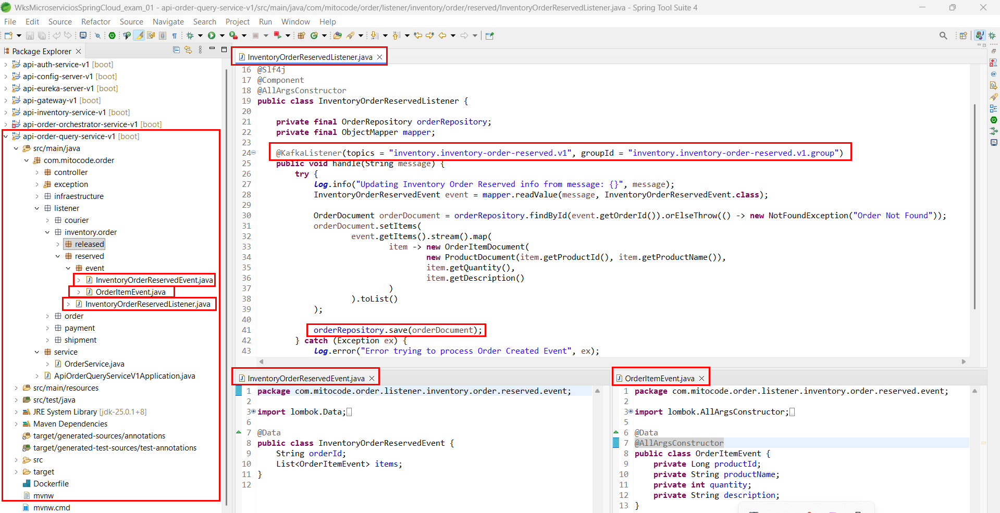 WksMicroserviciosSpringCloud_exam_01 - api-order-query-service-v1/src/main/java/com/mitocode/order/listener/inventory/order/reserved/InventoryOrderReservedListener.java - Spring Tool Suite 4
File Edit Source Refactor Source Navigate Search Project Run Window Help
Package Explorer
api-auth-service-v1 [boot]
api-config-server-v1 [boot]
api-eureka-server-v1 [boot]
api-gateway-v1 [boot]
api-inventory-service-v1 [boot]
api-order-orchestrator-service-v1 [boot]
api-order-query-service-v1 [boot]
src/main/java
com.mitocode.order
controller
exception
infraestructure
listener
courier
inventory.order
released
reserved
event
InventoryOrderReservedEvent.java
OrderItemEvent.java
InventoryOrderReservedListener.java
order
payment
shipment
service
OrderService.java
ApiOrderQueryServiceV1Application.java
src/main/resources
src/test/java
JRE System Library [jdk-25.0.1+8]
Maven Dependencies
target/generated-sources/annotations
target/generated-test-sources/test-annotations
src
target
Dockerfile
mvnw
mvnw.cmd
InventoryOrderReservedListener.java
16 @Slf4j
17 @Component
18 @AllArgsConstructor
19 public class InventoryOrderReservedListener {
20
21 private final OrderRepository orderRepository;
22 private final ObjectMapper mapper;
23
24 @KafkaListener(topics = "inventory.inventory-order-reserved.v1", groupId = "inventory.inventory-order-reserved.v1.group")
25 public void handle(String message) {
26 try {
27 log.info("Updating Inventory Order Reserved info from message: {}", message);
28 InventoryOrderReservedEvent event = mapper.readValue(message, InventoryOrderReservedEvent.class);
29
30 OrderDocument orderDocument = orderRepository.findById(event.getOrderId()).orElseThrow(() -> new NotFoundException("Order Not Found"));
31 orderDocument.setItems(
32 event.getItems().stream().map(
33 item -> new OrderItemDocument(
34 new ProductDocument(item.getProductId(), item.getProductName()),
35 item.getQuantity(),
36 item.getDescription()
37 )
38 ).toList()
39 );
40
41 orderRepository.save(orderDocument);
42 } catch (Exception ex) {
43 log.error("Error trying to process Order Created Event", ex);
InventoryOrderReservedEvent.java
1 package com.mitocode.order.listener.inventory.order.reserved.event;
2
3 import lombok.Data;
6
7 @Data
8 public class InventoryOrderReservedEvent {
9 String orderId;
10 List<OrderItemEvent> items;
11 }
12
OrderItemEvent.java
1 package com.mitocode.order.listener.inventory.order.reserved.event;
2
3 import lombok.AllArgsConstructor;
5
6 @Data
7 @AllArgsConstructor
8 public class OrderItemEvent {
9 private Long productId;
10 private String productName;
11 private int quantity;
12 private String description;
13 }